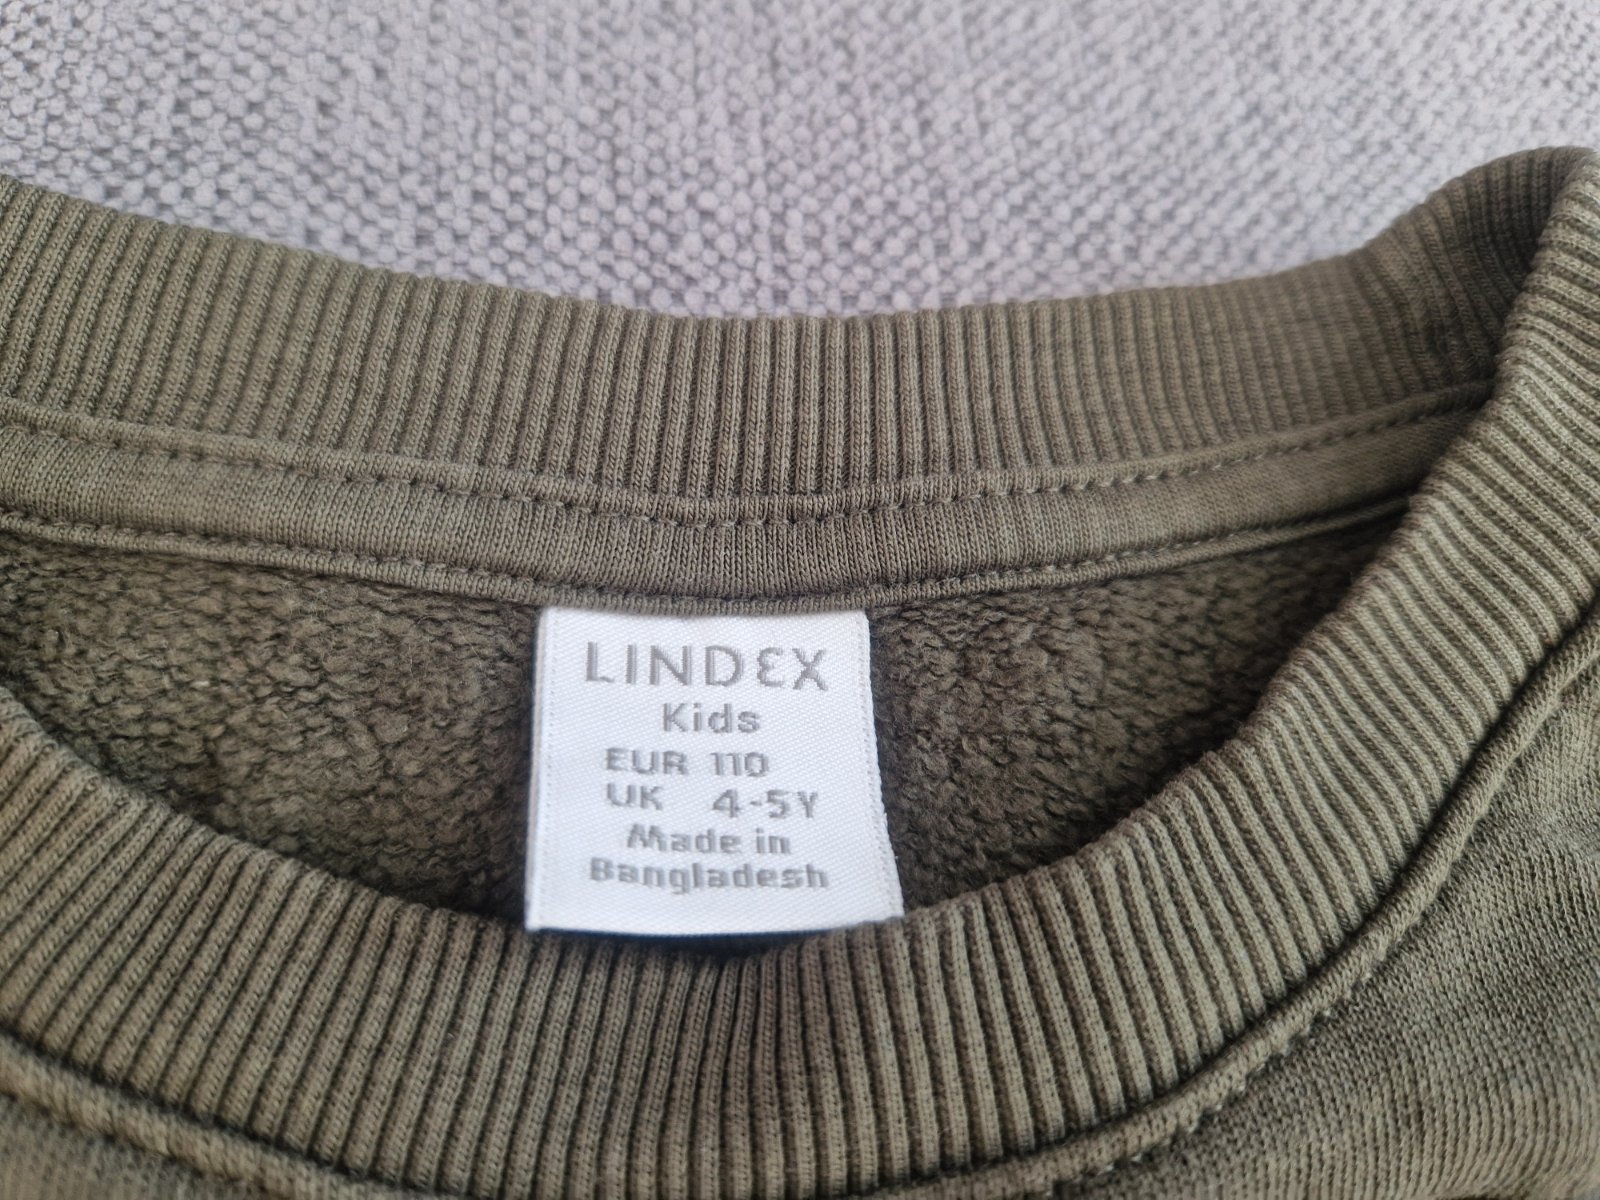 LINDEX
Kids
EUR 110
UK 4-5Y
Made in
Bangladesh